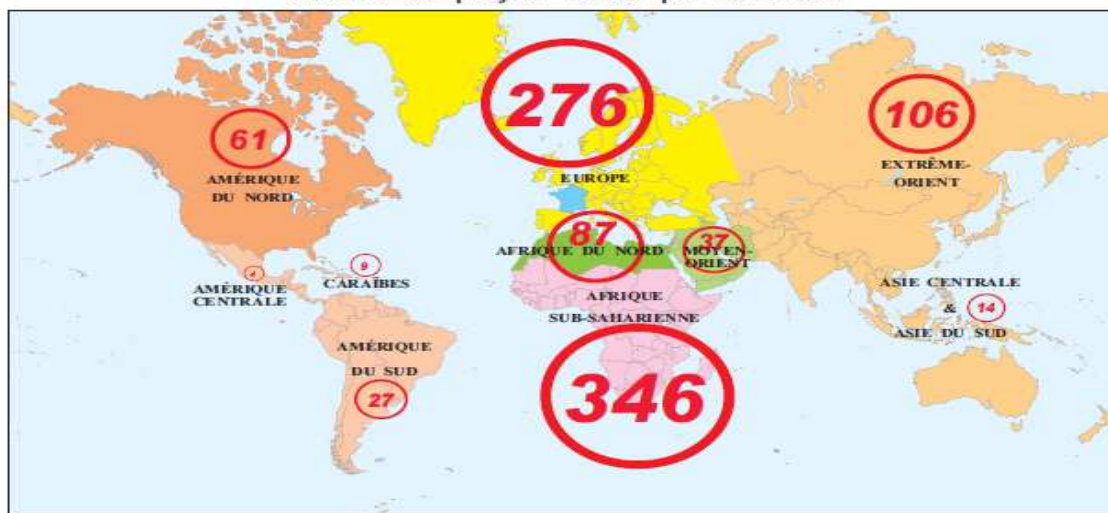 276
106
61
EXTRÊME-
ORIENT
EUROPE
AMÉRIQUE
DU NORD
87
AFRIQUE DU NORD
37
MOYEN-
ORIENT
4
9
CARAÏBES
AMÉRIQUE
CENTRALE
AFRIQUE
SUB-SAHARIENNE
ASIE CENTRALE
&
14
ASIE DU SUD
AMÉRIQUE
DU SUD
27
346